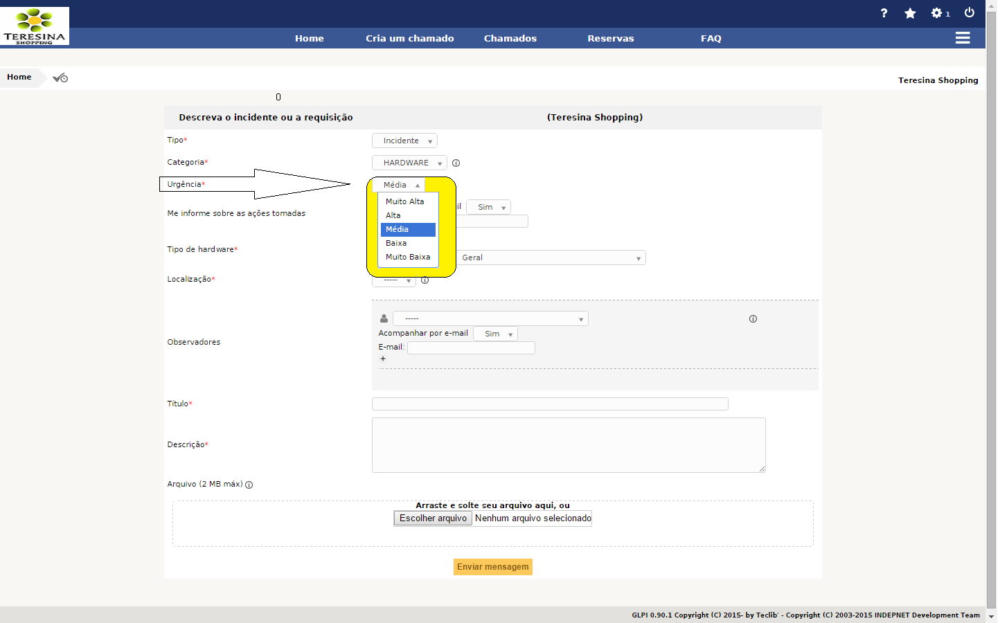 TERESINA
SHOPPING
? 1
Home Cria um chamado Chamados Reservas FAQ
Home
Teresina Shopping
0
Descreva o incidente ou a requisição (Teresina Shopping)
Tipo* Incidente
Categoria* HARDWARE
Urgência* Média
Muito Alta
Alta
Média
Baixa
Muito Baixa
Me informe sobre as ações tomadas il Sim
Tipo de hardware* Geral
Localização* -----
Observadores
-----
Acompanhar por e-mail Sim
E-mail:
+
Título*
Descrição*
Arquivo (2 MB máx)
Arraste e solte seu arquivo aqui, ou
Escolher arquivo Nenhum arquivo selecionado
Enviar mensagem
GLPI 0.90.1 Copyright (C) 2015- by Teclib' - Copyright (C) 2003-2015 INDEPNET Development Team